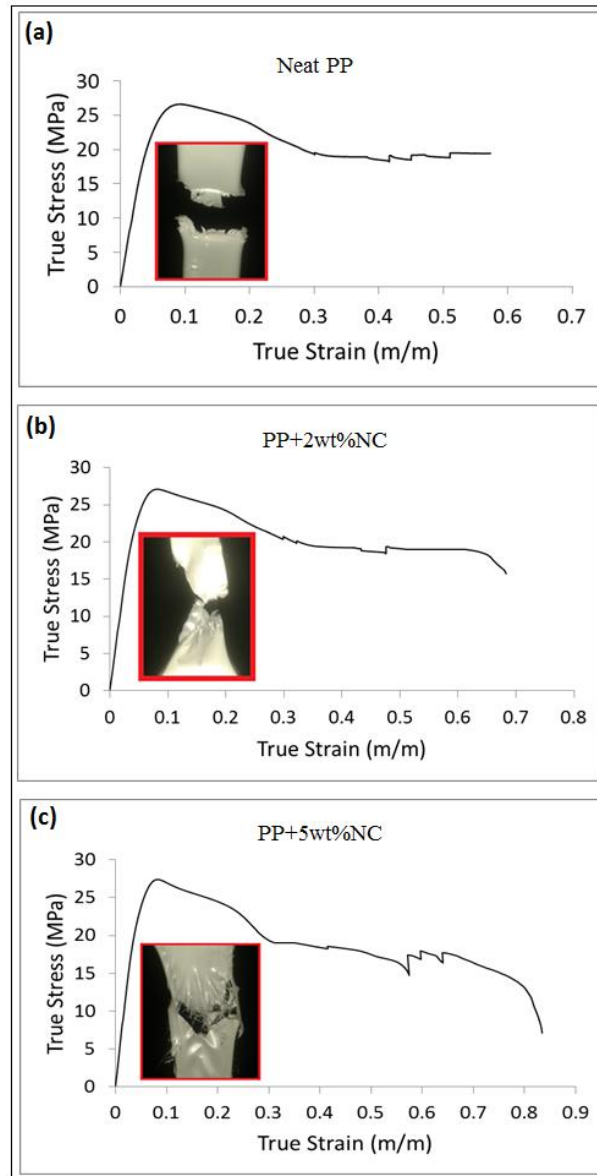 (a)
Neat PP
True Stress (MPa)
30
25
20
15
10
5
0
0 0.1 0.2 0.3 0.4 0.5 0.6 0.7
True Strain (m/m)
(b)
PP+2wt%NC
True Stress (MPa)
30
25
20
15
10
5
0
0 0.1 0.2 0.3 0.4 0.5 0.6 0.7 0.8
True Strain (m/m)
(c)
PP+5wt%NC
True Stress (MPa)
30
25
20
15
10
5
0
0 0.1 0.2 0.3 0.4 0.5 0.6 0.7 0.8 0.9
True Strain (m/m)